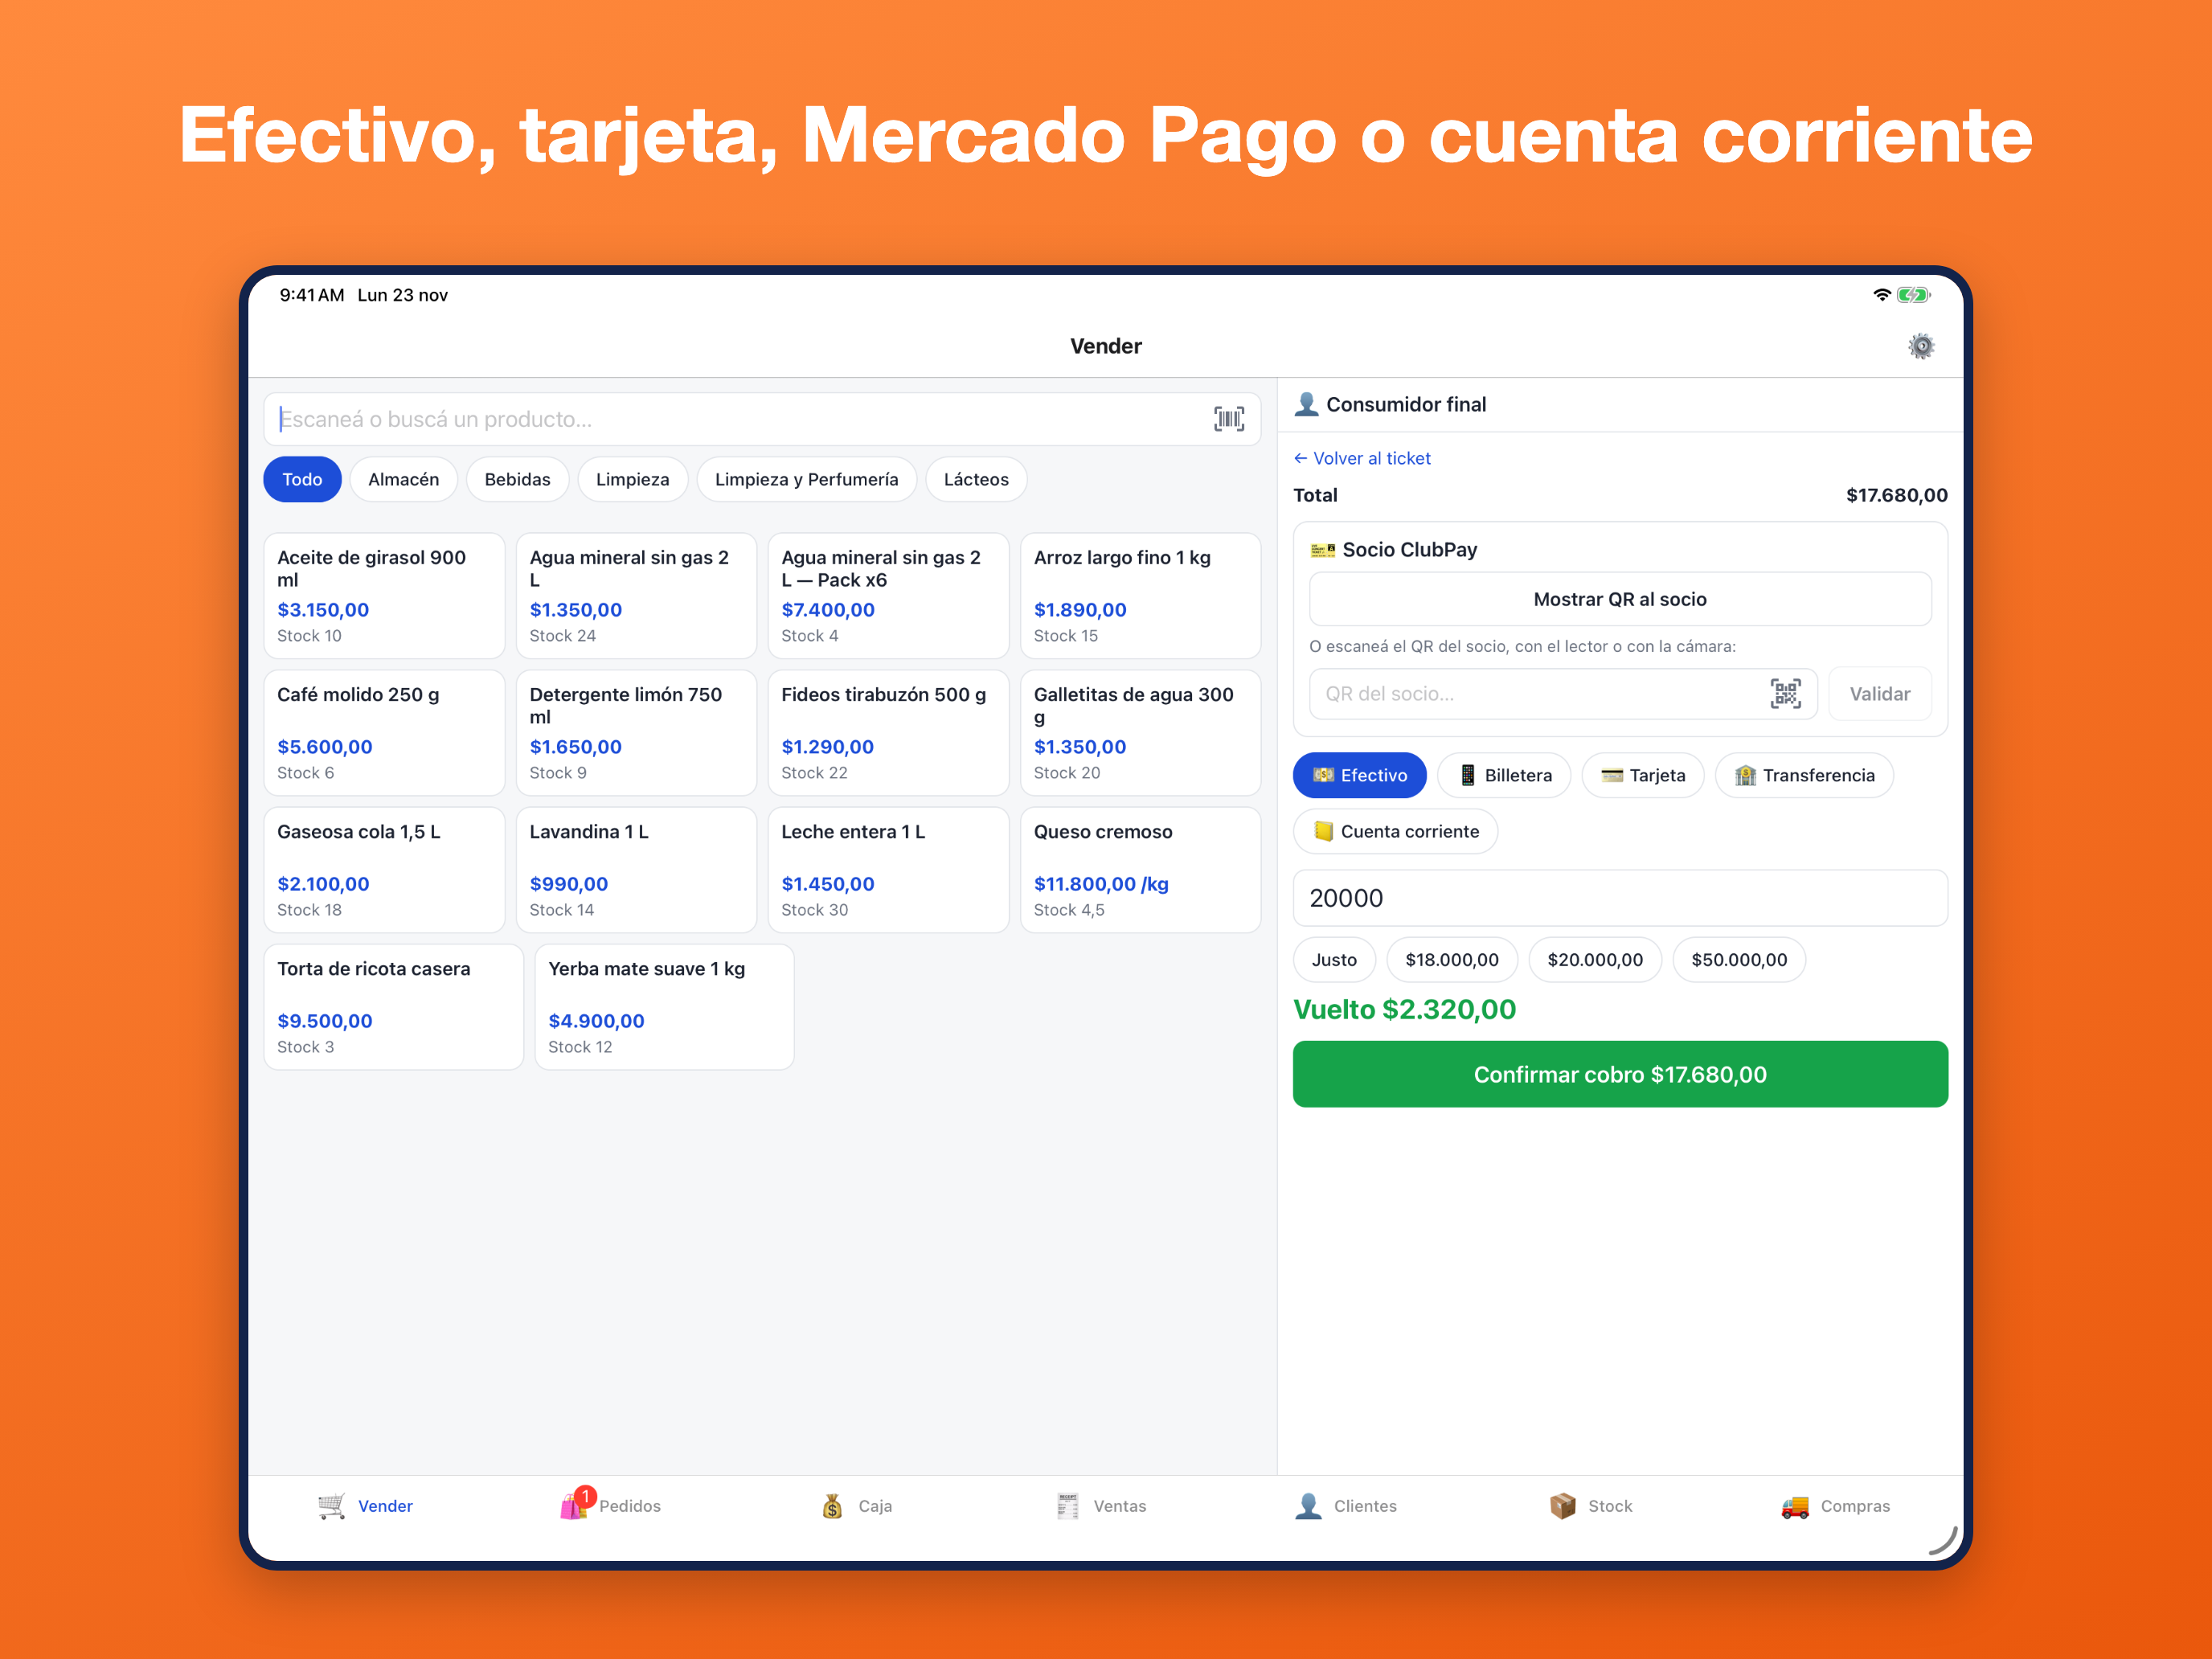 Efectivo, tarjeta, Mercado Pago o cuenta corriente
9:41 AM Lun 23 nov
Vender
Escaneá o buscá un producto...
Todo
Almacén
Bebidas
Limpieza
Limpieza y Perfumería
Lácteos
Aceite de girasol 900
ml
$3.150,00
Stock 10
Agua mineral sin gas 2
L
$1.350,00
Stock 24
Agua mineral sin gas 2
L — Pack x6
$7.400,00
Stock 4
Arroz largo fino 1 kg
$1.890,00
Stock 15
Café molido 250 g
$5.600,00
Stock 6
Detergente limón 750
ml
$1.650,00
Stock 9
Fideos tirabuzón 500 g
$1.290,00
Stock 22
Galletitas de agua 300
g
$1.350,00
Stock 20
Gaseosa cola 1,5 L
$2.100,00
Stock 18
Lavandina 1 L
$990,00
Stock 14
Leche entera 1 L
$1.450,00
Stock 30
Queso cremoso
$11.800,00 /kg
Stock 4,5
Torta de ricota casera
$9.500,00
Stock 3
Yerba mate suave 1 kg
$4.900,00
Stock 12
Consumidor final
← Volver al ticket
Total $17.680,00
Socio ClubPay
Mostrar QR al socio
O escaneá el QR del socio, con el lector o con la cámara:
QR del socio...
Validar
Efectivo
Billetera
Tarjeta
Transferencia
Cuenta corriente
20000
Justo
$18.000,00
$20.000,00
$50.000,00
Vuelto $2.320,00
Confirmar cobro $17.680,00
Vender
1
Pedidos
Caja
Ventas
Clientes
Stock
Compras